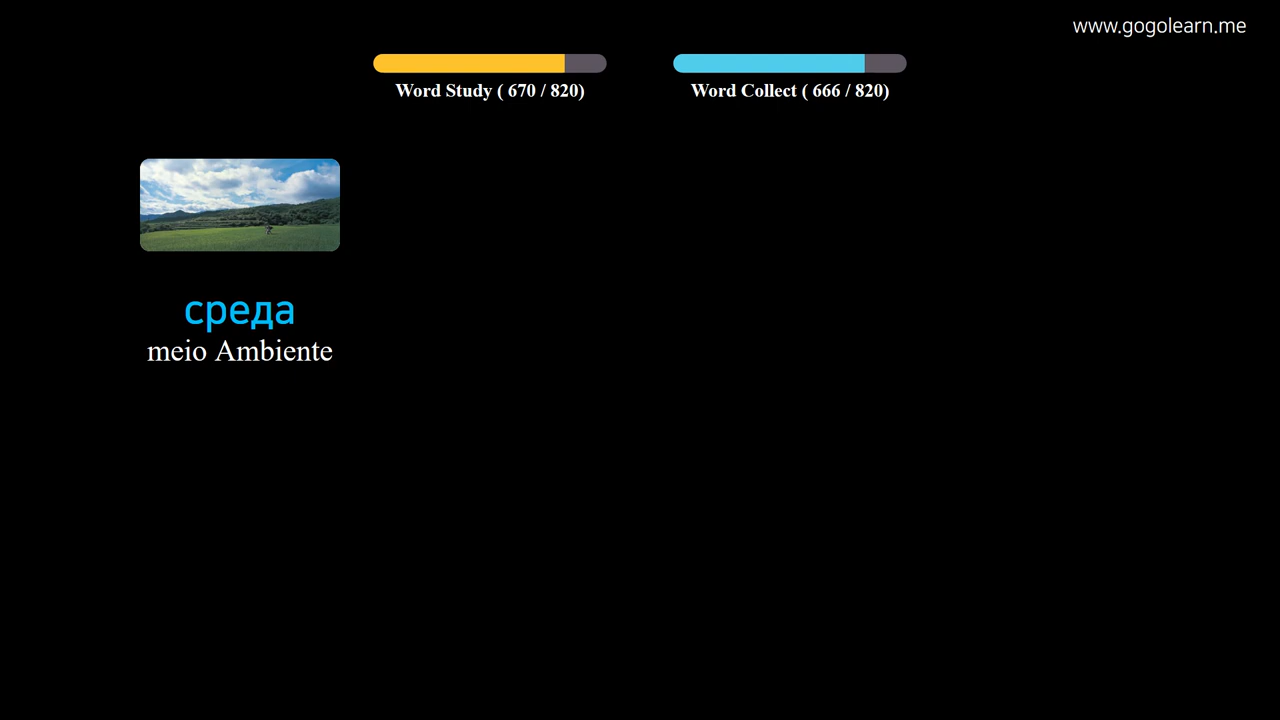 www.gogolearn.me
Word Study ( 670 / 820)
Word Collect ( 666 / 820)
среда
meio Ambiente